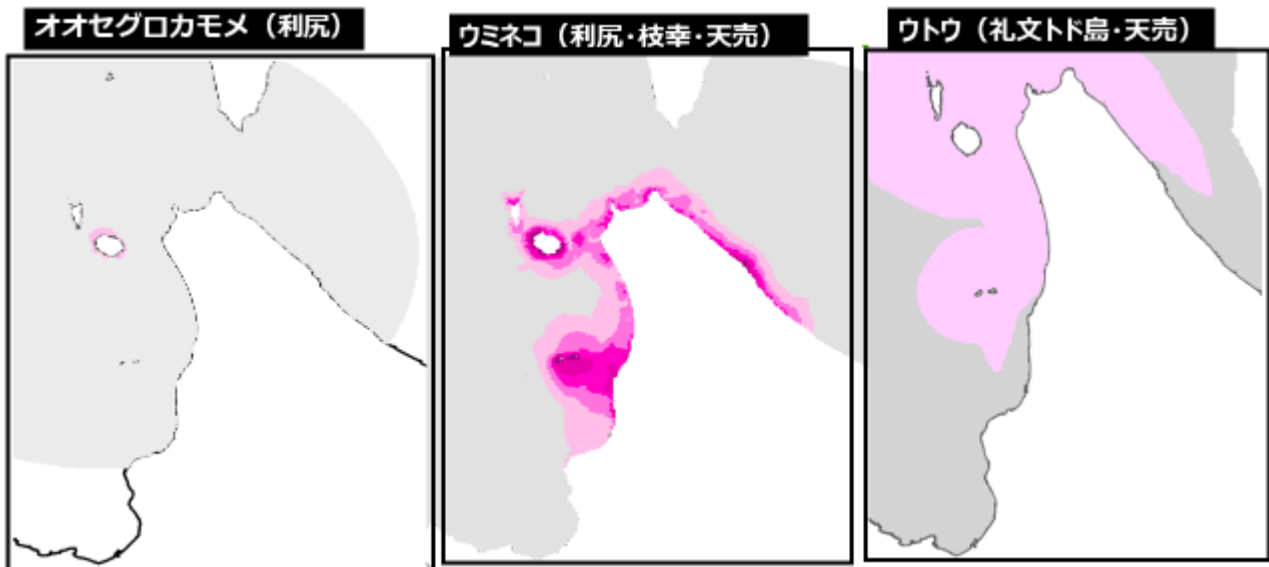 オオセグロカモメ（利尻）
ウミネコ（利尻・枝幸・天売）
ウトウ（礼文トド島・天売）